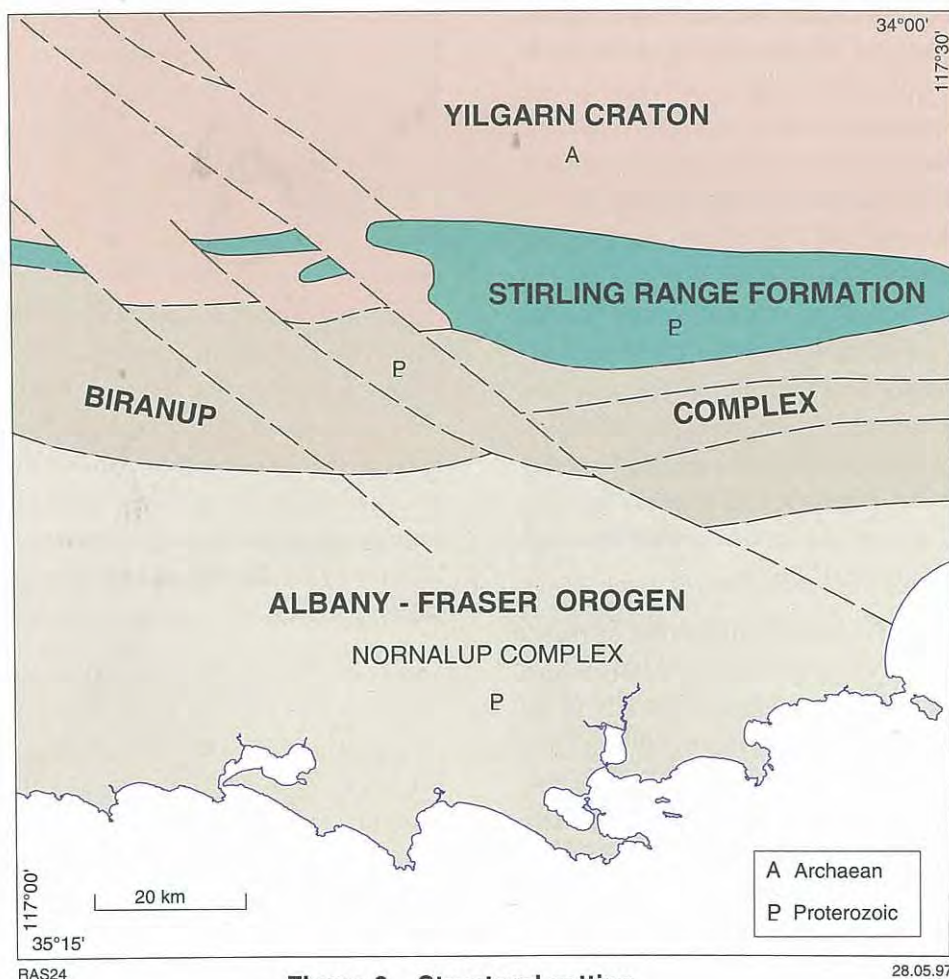 34°00'
117°30'
YILGARN CRATON
A
STIRLING RANGE FORMATION
P
P
BIRANUP
COMPLEX
ALBANY - FRASER OROGEN
NORNALUP COMPLEX
P
117°00'
20 km
35°15'
A Archaean
P Proterozoic
RAS24
28.05.97